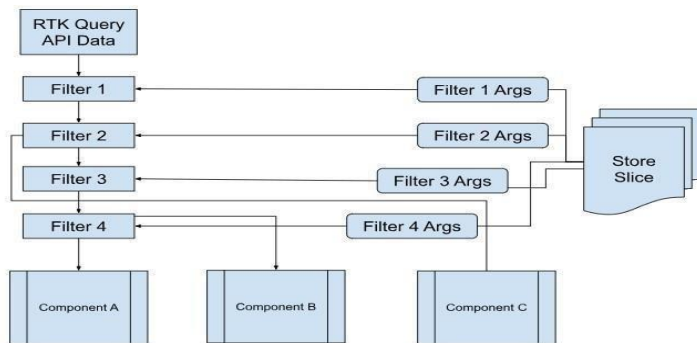 RTK Query
API Data
Filter 1
Filter 1 Args
Filter 2
Filter 2 Args
Store
Slice
Filter 3
Filter 3 Args
Filter 4
Filter 4 Args
Component A
Component B
Component C